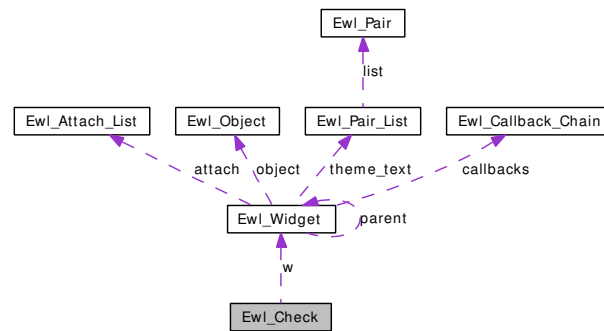 Ewl_Pair
list
Ewl_Attach_List
Ewl_Object
Ewl_Pair_List
Ewl_Callback_Chain
attach
object
theme_text
callbacks
Ewl_Widget
parent
w
Ewl_Check